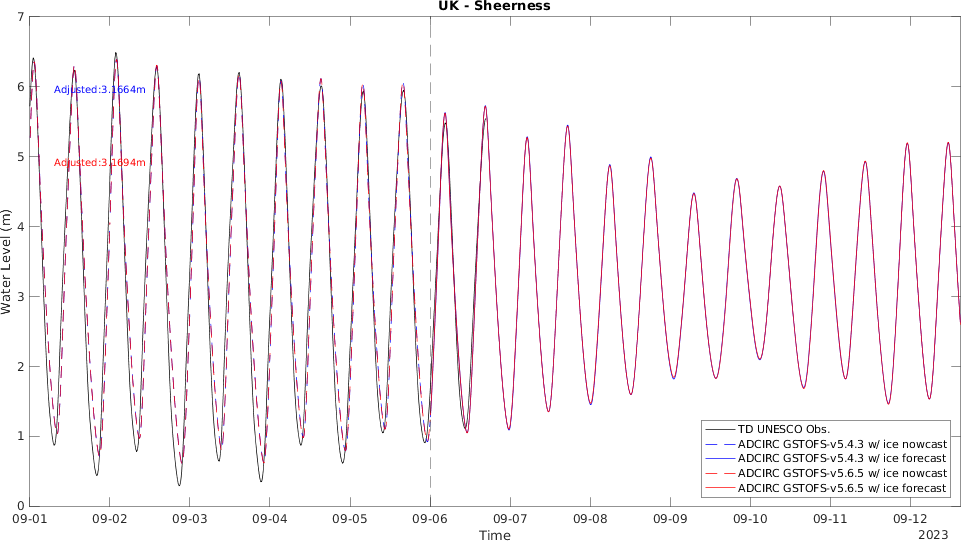 UK - Sheerness
7
6
5
4
3
2
1
0
Water Level (m)
Adjusted:3.1664m
Adjusted:3.1694m
TD UNESCO Obs.
ADCIRC GSTOFS-v5.4.3 w/ ice nowcast
ADCIRC GSTOFS-v5.4.3 w/ ice forecast
ADCIRC GSTOFS-v5.6.5 w/ ice nowcast
ADCIRC GSTOFS-v5.6.5 w/ ice forecast
09-01 09-02 09-03 09-04 09-05 09-06 09-07 09-08 09-09 09-10 09-11 09-12
Time
2023